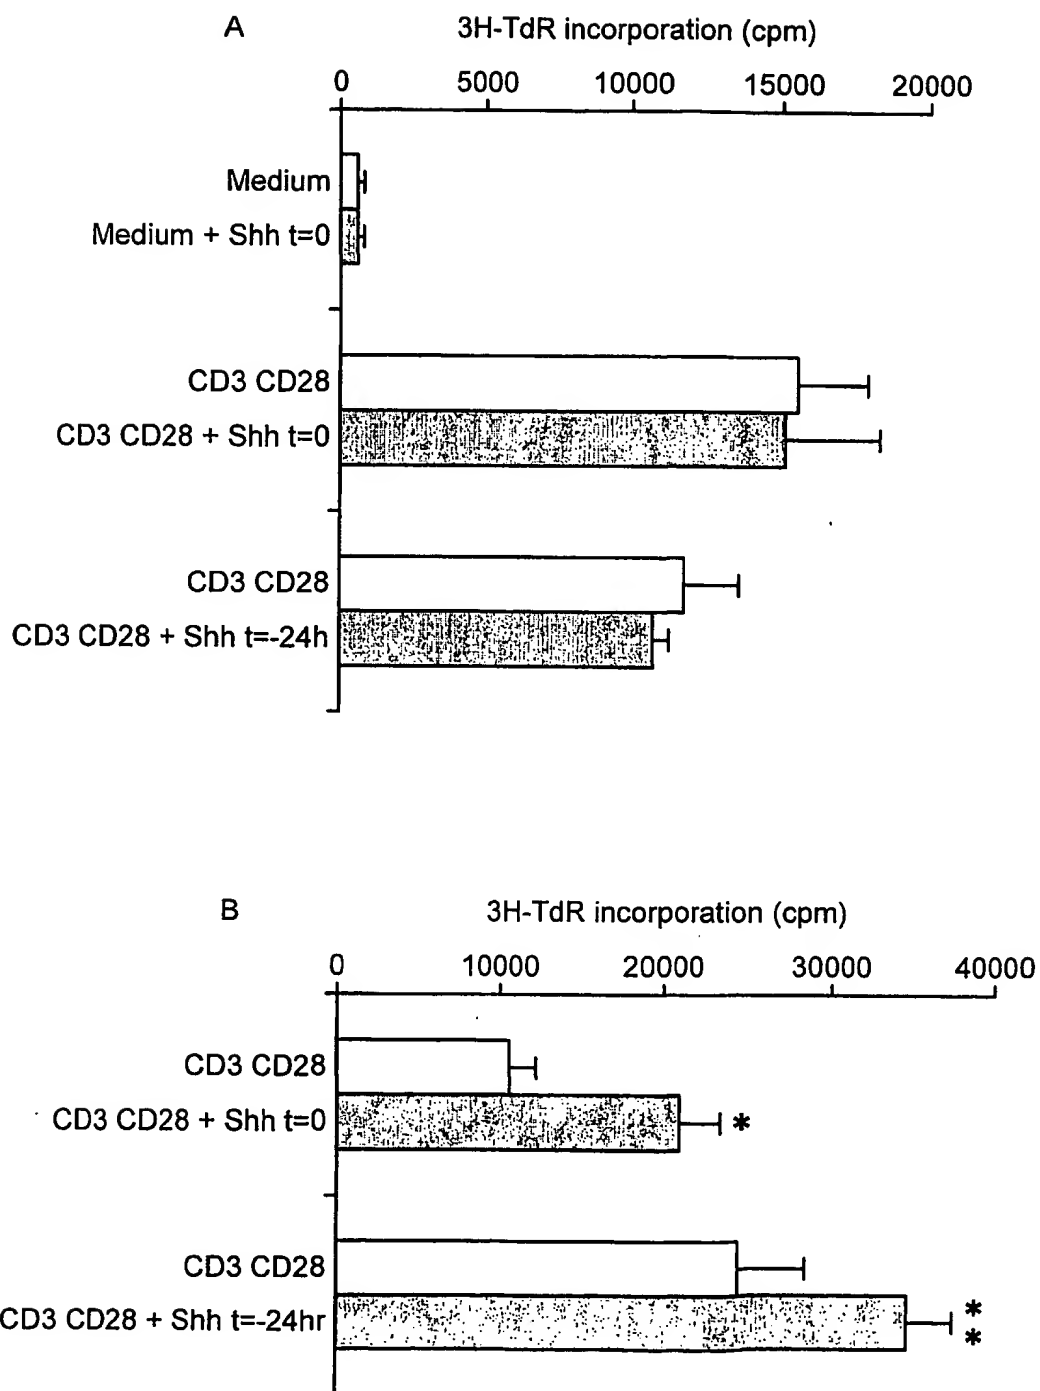 A
3H-TdR incorporation (cpm)
0 5000 10000 15000 20000
Medium
Medium + Shh t=0
CD3 CD28
CD3 CD28 + Shh t=0
CD3 CD28
CD3 CD28 + Shh t=-24h
B
3H-TdR incorporation (cpm)
0 10000 20000 30000 40000
CD3 CD28
CD3 CD28 + Shh t=0 *
CD3 CD28
CD3 CD28 + Shh t=-24hr * *